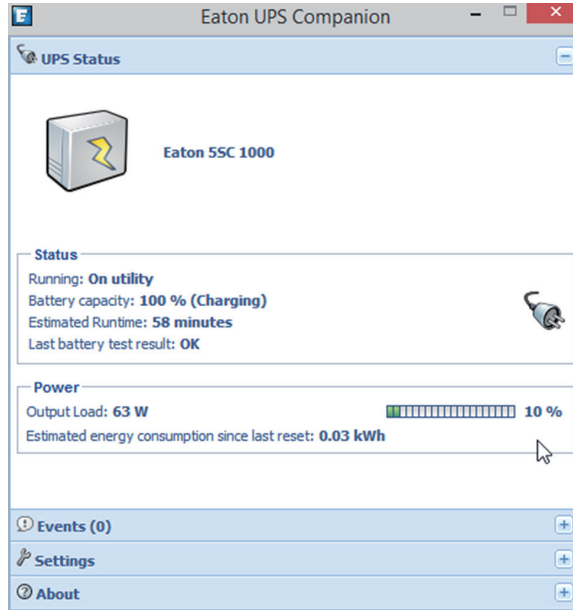 Eaton UPS Companion
UPS Status
Eaton 5SC 1000
Status
Running: On utility
Battery capacity: 100 % (Charging)
Estimated Runtime: 58 minutes
Last battery test result: OK
Power
Output Load: 63 W 10 %
Estimated energy consumption since last reset: 0.03 kWh
Events (0)
Settings
About